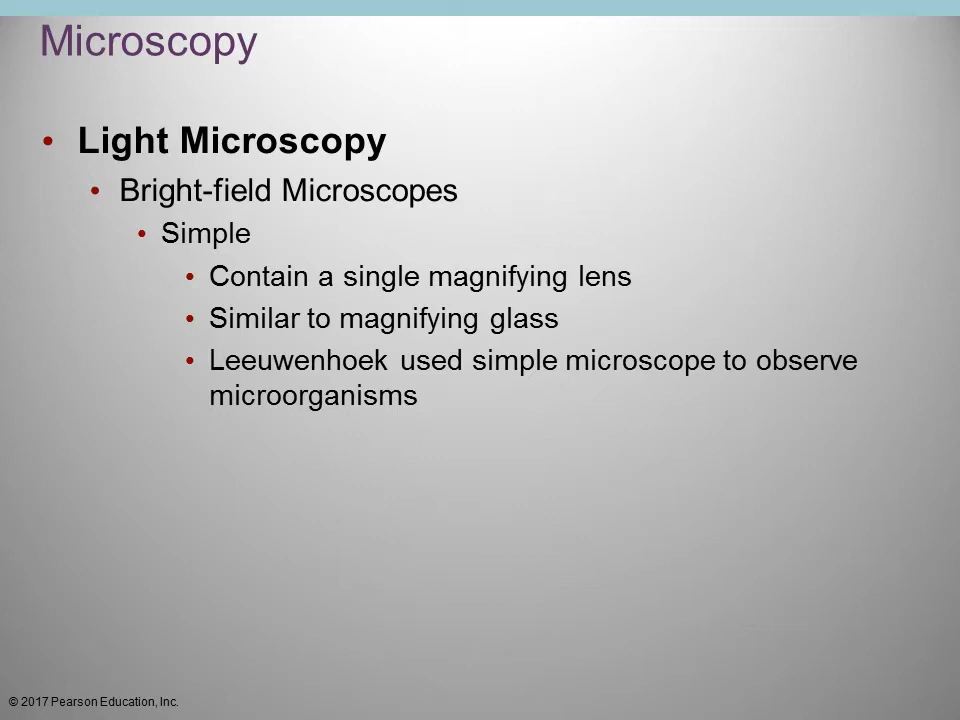 Microscopy
• Light Microscopy
• Bright-field Microscopes
• Simple
• Contain a single magnifying lens
• Similar to magnifying glass
• Leeuwenhoek used simple microscope to observe
microorganisms
© 2017 Pearson Education, Inc.